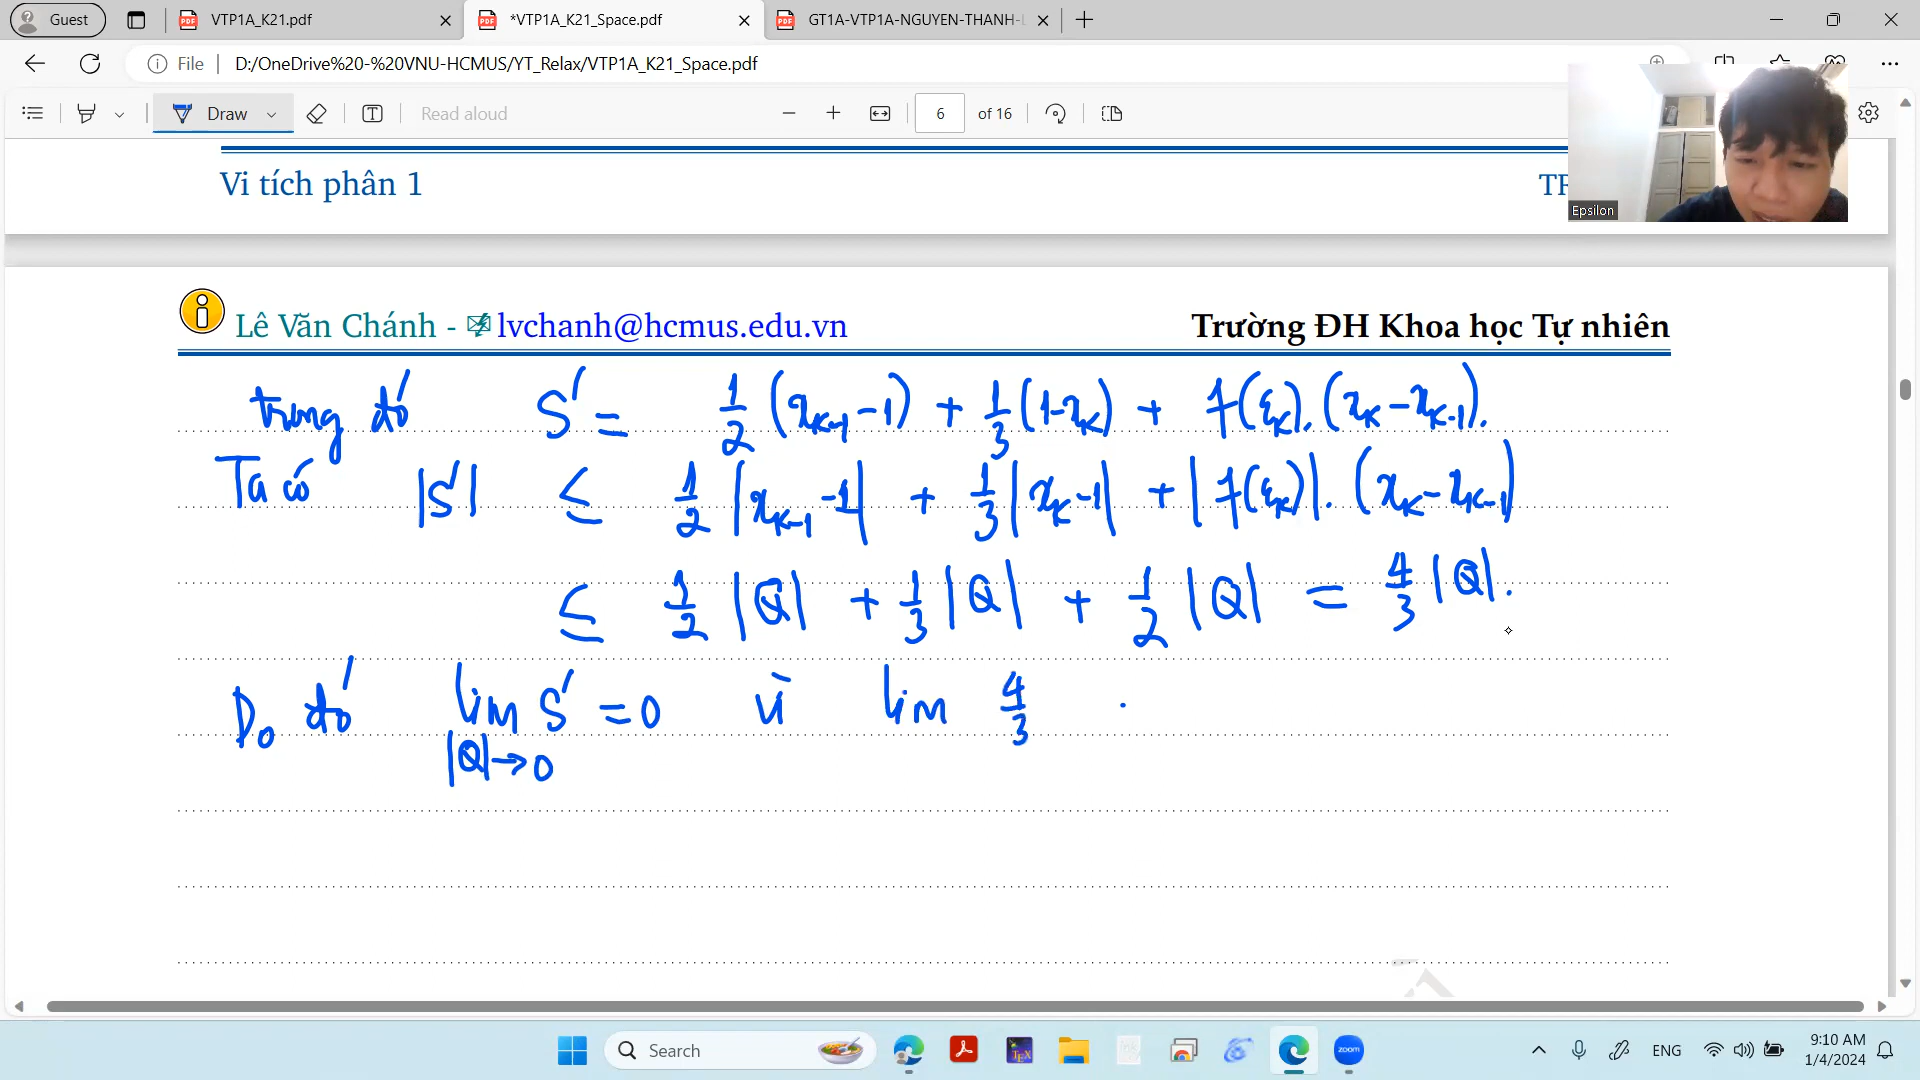 Guest
VTP1A_K21.pdf
*VTP1A_K21_Space.pdf
GT1A-VTP1A-NGUYEN-THANH-L
File
D:/OneDrive%20-%20VNU-HCMUS/YT_Relax/VTP1A_K21_Space.pdf
Draw
Read aloud
6 of 16
Vi tích phân 1
TR
Epsilon
Lê Văn Chánh - lvchanh@hcmus.edu.vn
Trường ĐH Khoa học Tự nhiên
trong đó S' = 1/2 (x_{k-1} - 1) + 1/3 (1 - x_k) + f(ξ_k). (x_k - x_{k-1}).
Ta có |S'| ≤ 1/2 |x_{k-1} - 1| + 1/3 |x_k - 1| + |f(ξ_k)|. (x_k - x_{k-1})
≤ 1/2 |Q| + 1/3 |Q| + 1/2 |Q| = 4/3 |Q|.
Do đó lim_{|Q|→0} S' = 0 vì lim 4/3
Search
zoom
ENG
9:10 AM
1/4/2024